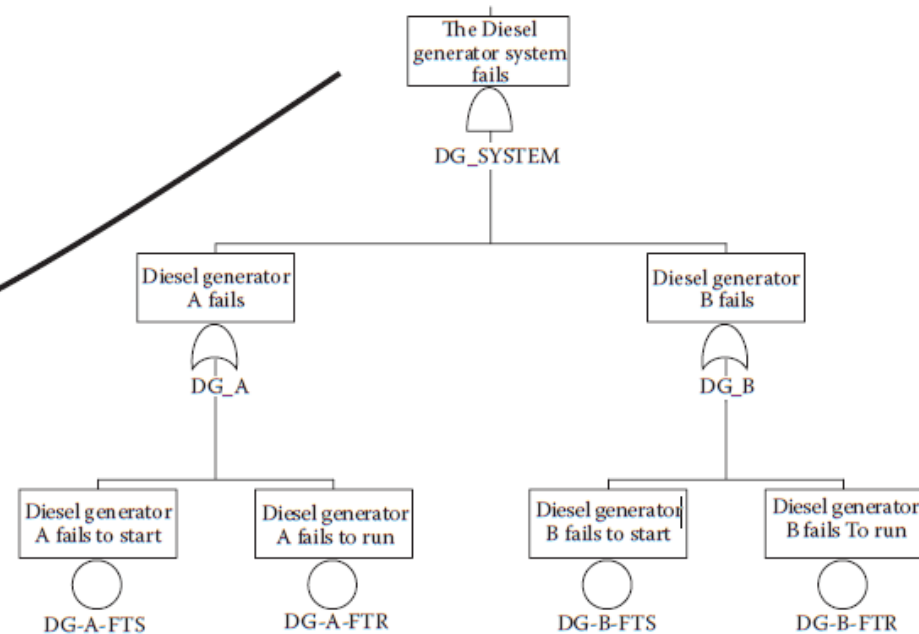 The Diesel
generator system
fails
DG_SYSTEM
Diesel generator
A fails
DG_A
Diesel generator
B fails
DG_B
Diesel generator
A fails to start
DG-A-FTS
Diesel generator
A fails to run
DG-A-FTR
Diesel generator
B fails to start
DG-B-FTS
Diesel generator
B fails To run
DG-B-FTR